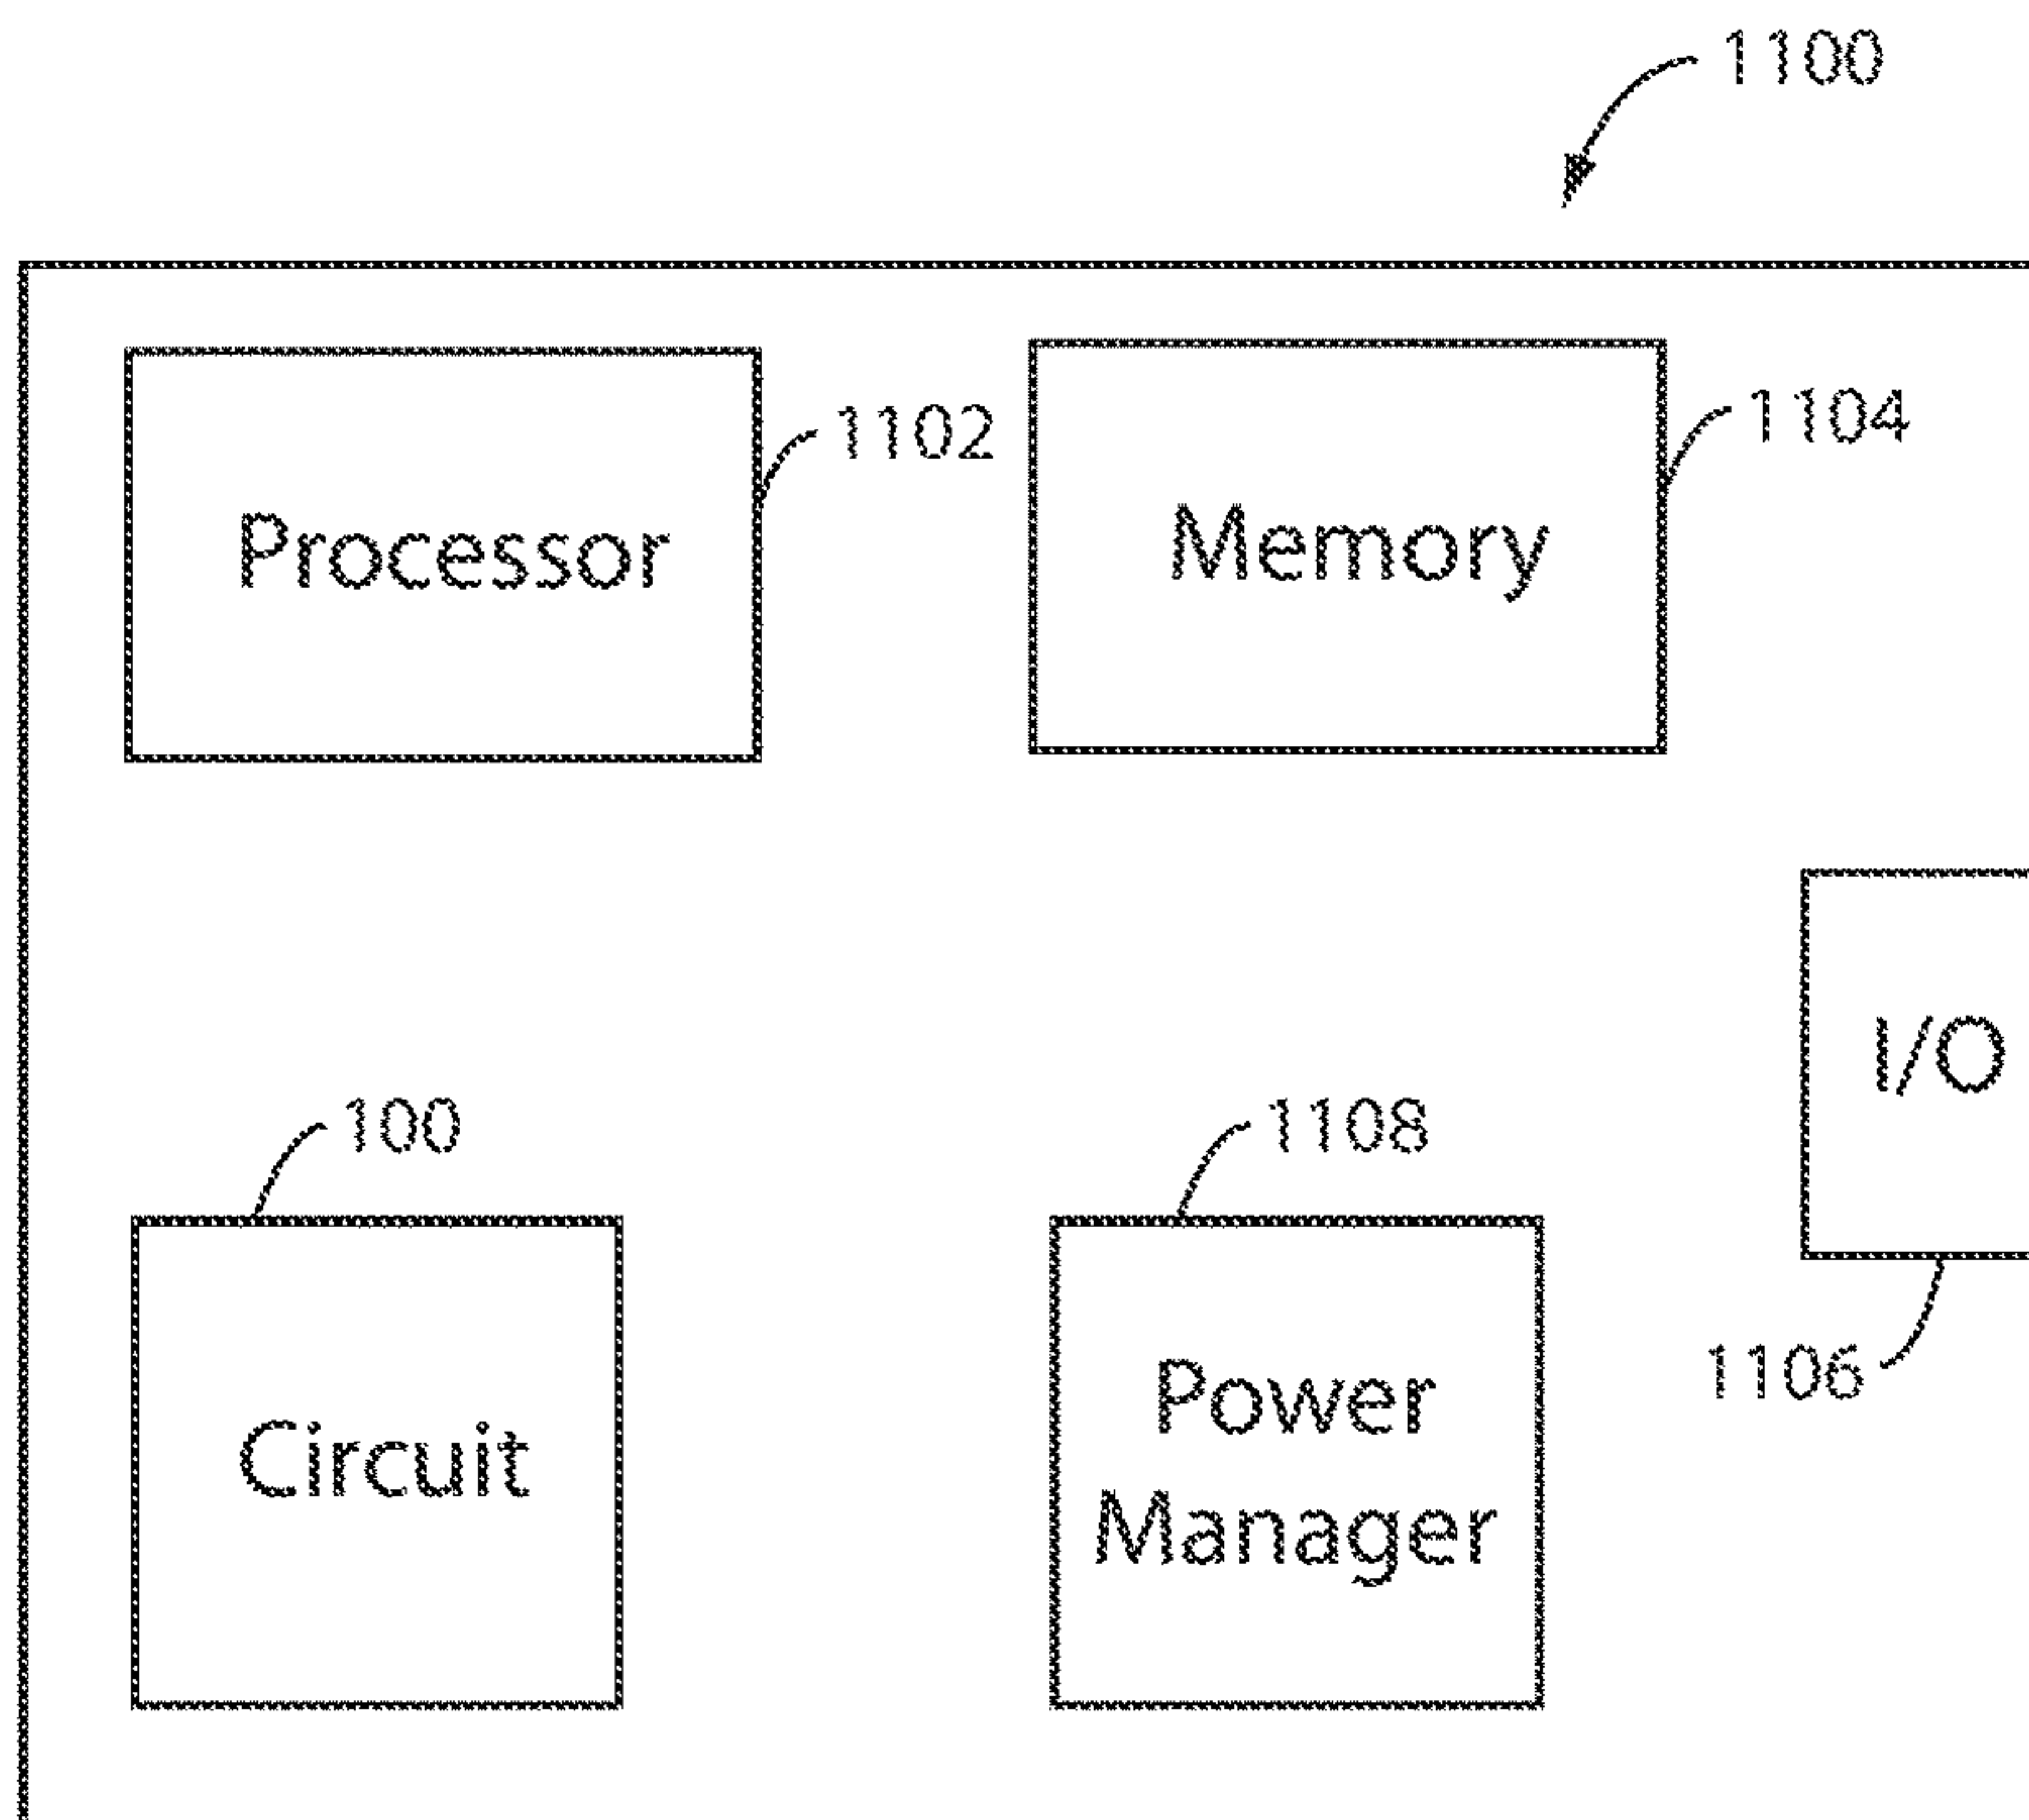 1100
1102
1104
Processor
Memory
I/O
100
1108
1106
Circuit
Power
Manager